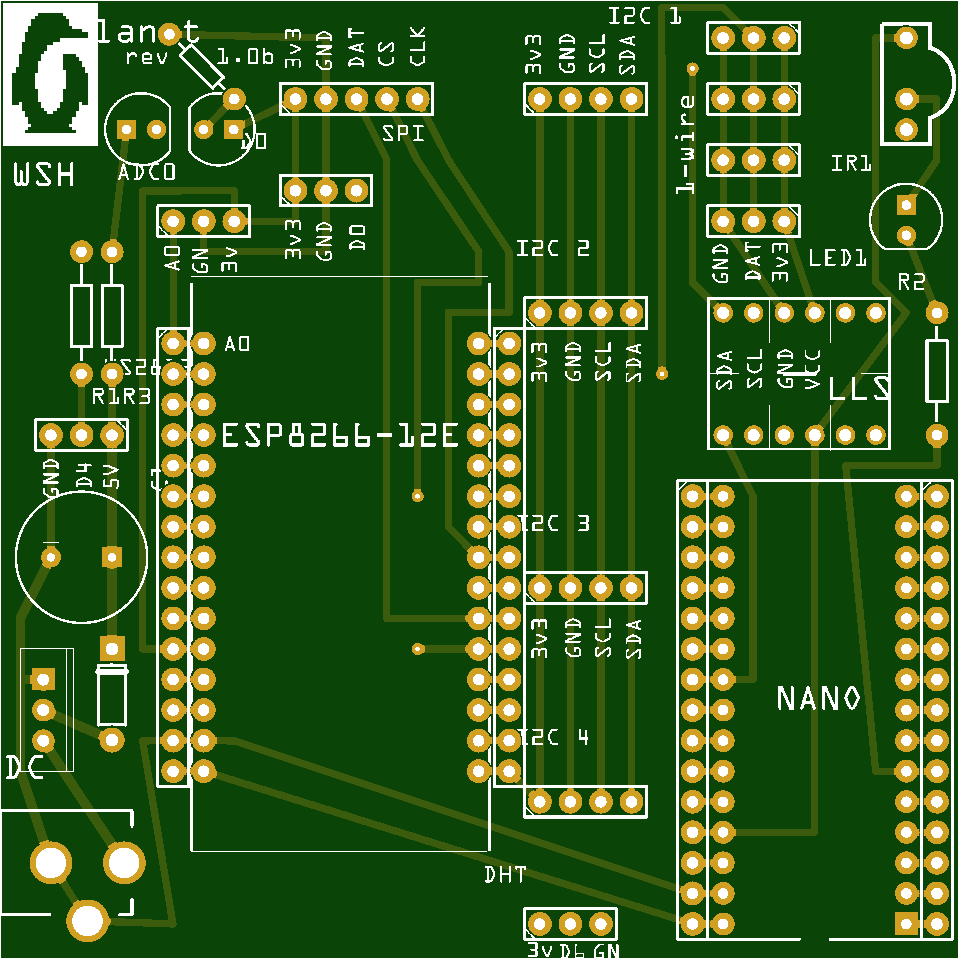 lant
rev 1.0b
I2C 1
3v3 GND DAT CS CLK
3v3 GND SCL SDA
SPI
1-wire
WSH
ADC0
IR1
3v3 GND D0
A0 GN 3v
I2C 2
GND DAT 3v3
LED1
R2
A0
R1R3
3v3 GND SCL SDA
SDA SCL GND VCC
LLS
ESP8266-12E
GND D4 5V
I2C 3
3v3 GND SCL SDA
NANO
I2C 4
DC
DHT
3v D6 GN